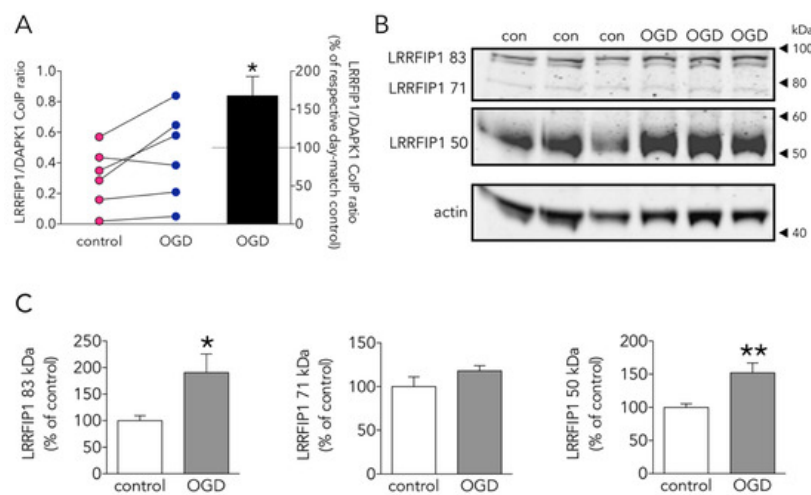 A
LRRFIP1/DAPK1 CoIP ratio
1.0
0.8
0.6
0.4
0.2
0.0
control OGD OGD
*
200
150
100
50
0
LRRFIP1/DAPK1 CoIP ratio
(% of respective day-match control)
B
con con con OGD OGD OGD
kDa
LRRFIP1 83
LRRFIP1 71
LRRFIP1 50
actin
◄ 100
◄ 80
◄ 60
◄ 50
◄ 40
C
LRRFIP1 83 kDa
(% of control)
250
200
150
100
50
0
*
control OGD
LRRFIP1 71 kDa
(% of control)
150
100
50
0
control OGD
LRRFIP1 50 kDa
(% of control)
200
150
100
50
0
**
control OGD